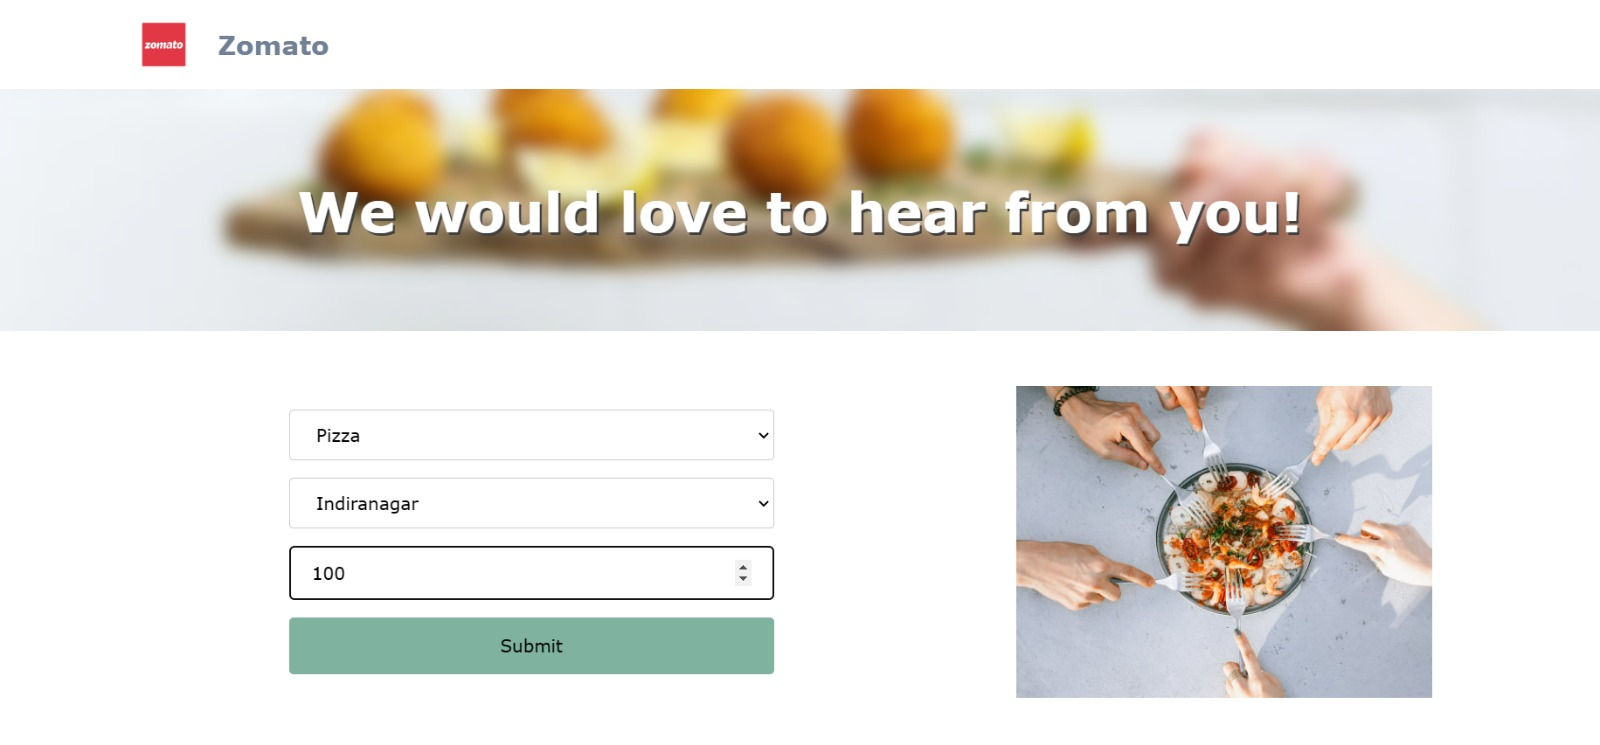 zomato
Zomato
We would love to hear from you!
Pizza
Indiranagar
100
Submit